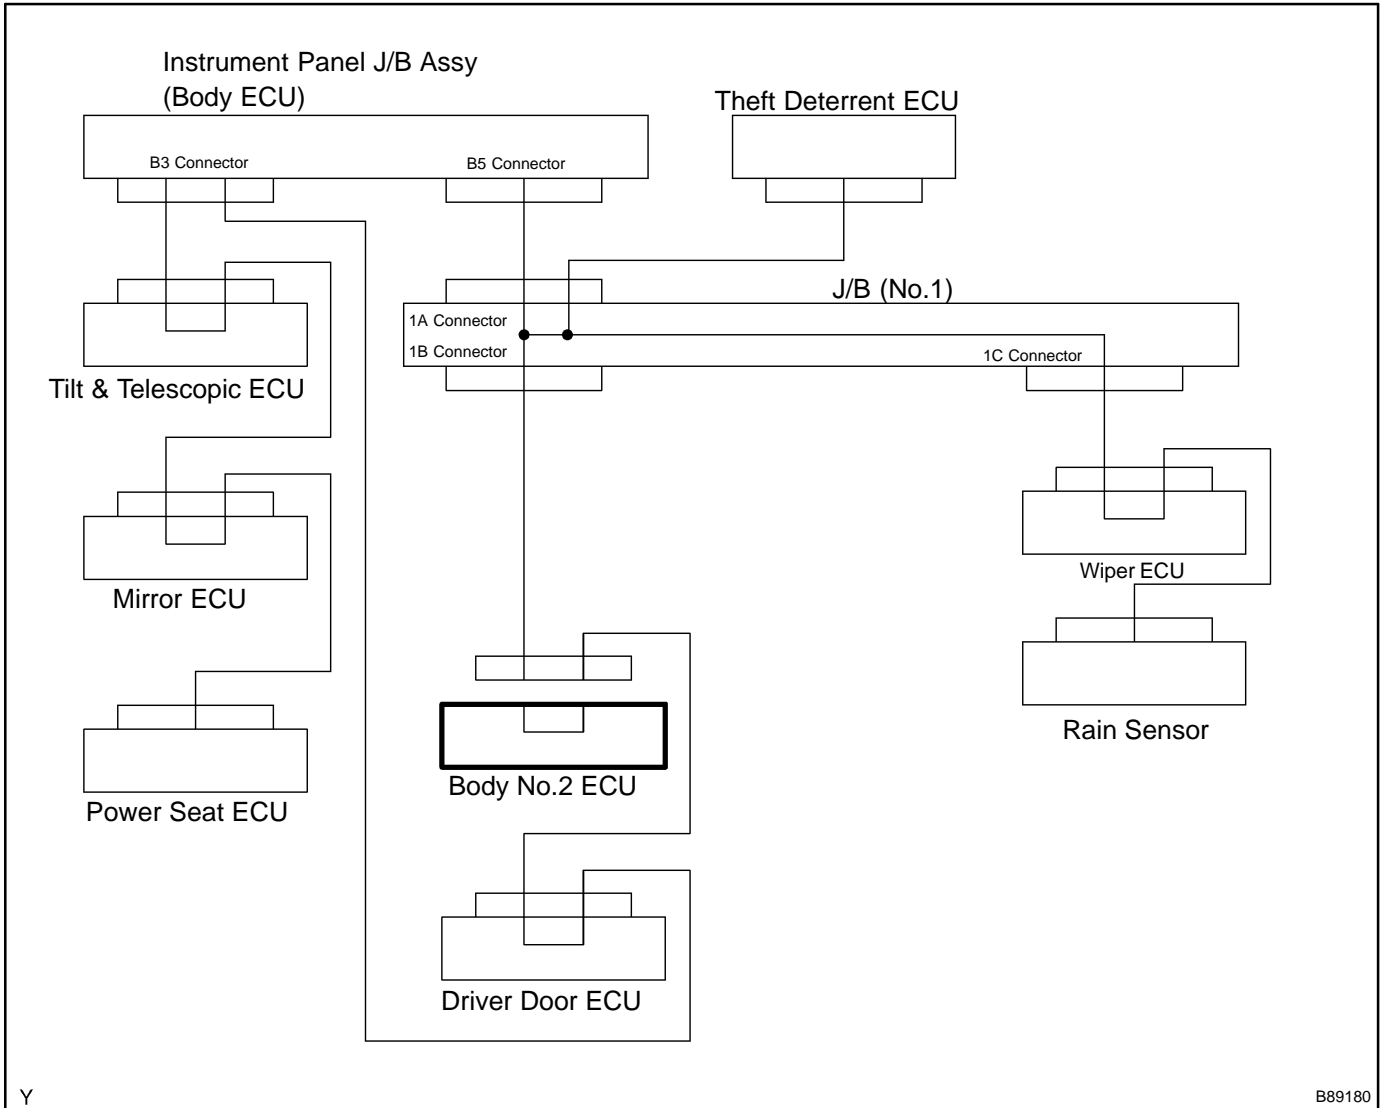 Instrument Panel J/B Assy
(Body ECU)
Theft Deterrent ECU
B3 Connector
B5 Connector
J/B (No.1)
1A Connector
1B Connector
1C Connector
Tilt & Telescopic ECU
Mirror ECU
Wiper ECU
Rain Sensor
Power Seat ECU
Body No.2 ECU
Driver Door ECU
Y
B89180